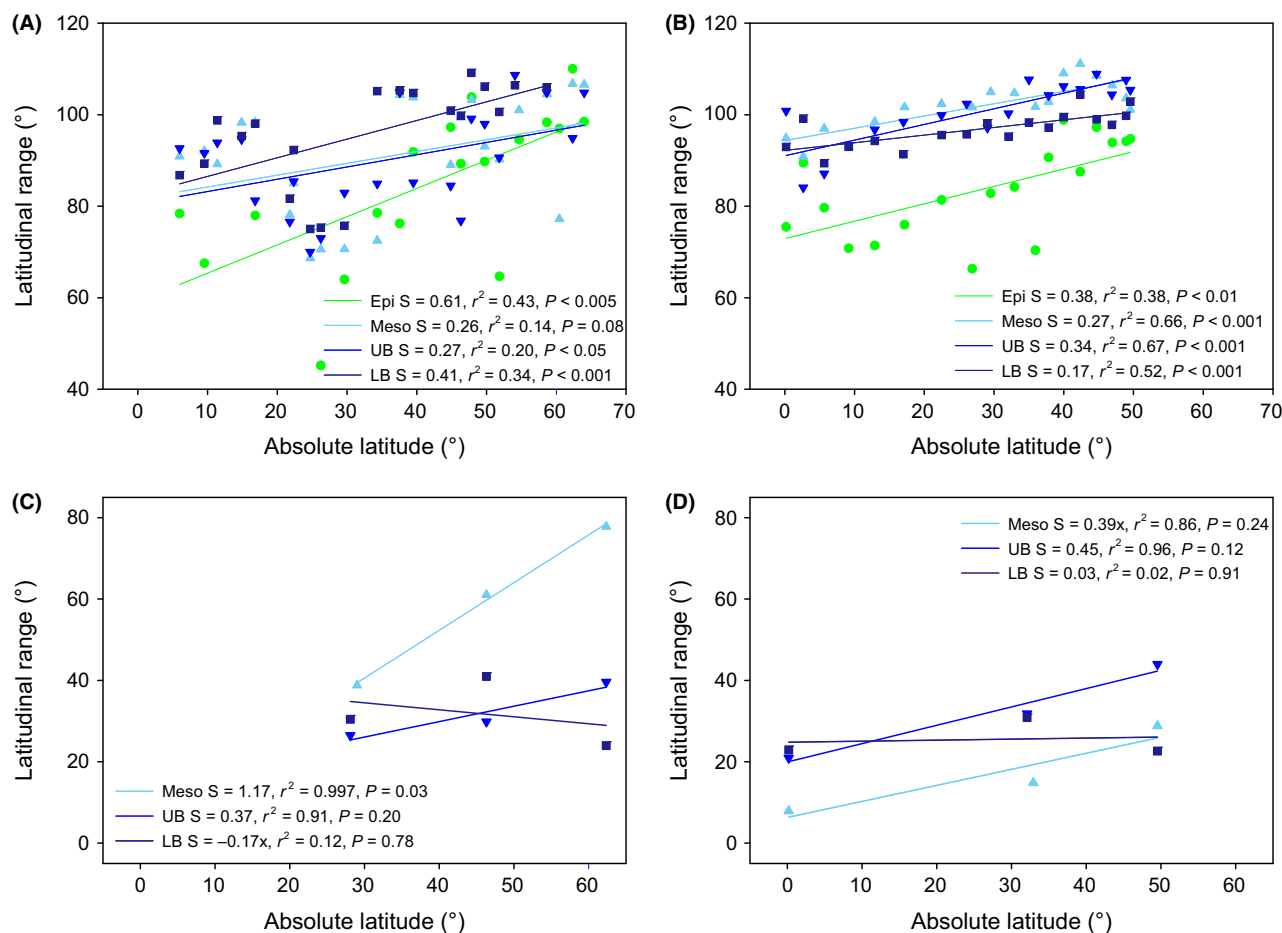 (A)
120
100
80
60
40
Latitudinal range (°)
Epi S = 0.61, r² = 0.43, P < 0.005
Meso S = 0.26, r² = 0.14, P = 0.08
UB S = 0.27, r² = 0.20, P < 0.05
LB S = 0.41, r² = 0.34, P < 0.001
0 10 20 30 40 50 60 70
Absolute latitude (°)
(B)
120
100
80
60
40
Latitudinal range (°)
Epi S = 0.38, r² = 0.38, P < 0.01
Meso S = 0.27, r² = 0.66, P < 0.001
UB S = 0.34, r² = 0.67, P < 0.001
LB S = 0.17, r² = 0.52, P < 0.001
0 10 20 30 40 50 60 70
Absolute latitude (°)
(C)
80
60
40
20
0
Latitudinal range (°)
Meso S = 1.17, r² = 0.997, P = 0.03
UB S = 0.37, r² = 0.91, P = 0.20
LB S = –0.17x, r² = 0.12, P = 0.78
0 10 20 30 40 50 60
Absolute latitude (°)
(D)
80
60
40
20
0
Latitudinal range (°)
Meso S = 0.39x, r² = 0.86, P = 0.24
UB S = 0.45, r² = 0.96, P = 0.12
LB S = 0.03, r² = 0.02, P = 0.91
0 10 20 30 40 50 60
Absolute latitude (°)